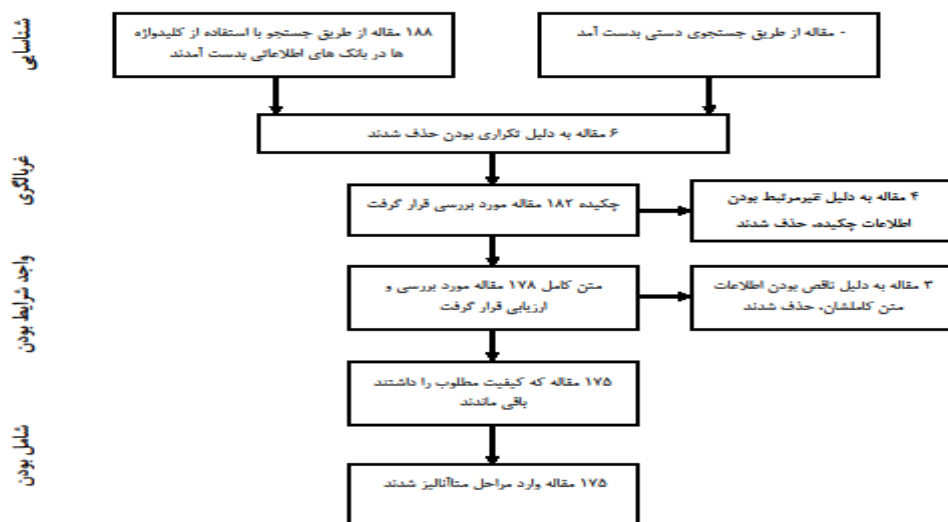 شناسایی
۱۸۸ مقاله از طریق جستجو با استفاده از کلیدواژه
ها در بانک های اطلاعاتی بدست آمدند
- مقاله از طریق جستجوی دستی بدست آمد
۶ مقاله به دلیل تکراری بودن حذف شدند
غربالگری
چکیده ۱۸۲ مقاله مورد بررسی قرار گرفت
۴ مقاله به دلیل غیرمرتبط بودن
اطلاعات چکیده، حذف شدند
واجد شرایط بودن
متن کامل ۱۷۸ مقاله مورد بررسی و
ارزیابی قرار گرفت
۳ مقاله به دلیل ناقص بودن اطلاعات
متن کاملشان، حذف شدند
۱۷۵ مقاله که کیفیت مطلوب را داشتند
باقی ماندند
شامل بودن
۱۷۵ مقاله وارد مراحل متاآنالیز شدند